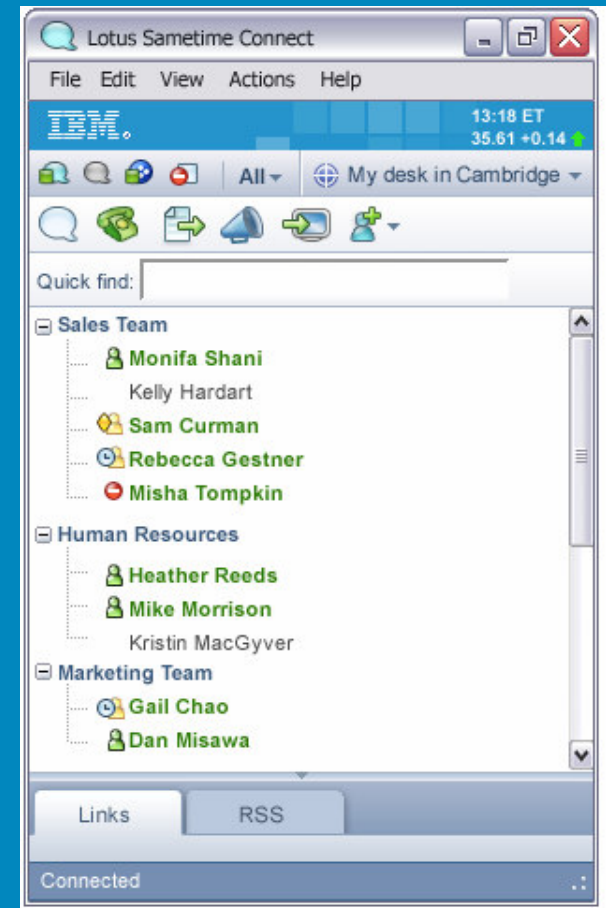 Lotus Sametime Connect
File Edit View Actions Help
IBM.
13:18 ET
35.61 +0.14
All
My desk in Cambridge
Quick find:
Sales Team
Monifa Shani
Kelly Hardart
Sam Curman
Rebecca Gestner
Misha Tompkin
Human Resources
Heather Reeds
Mike Morrison
Kristin MacGyver
Marketing Team
Gail Chao
Dan Misawa
Links RSS
Connected